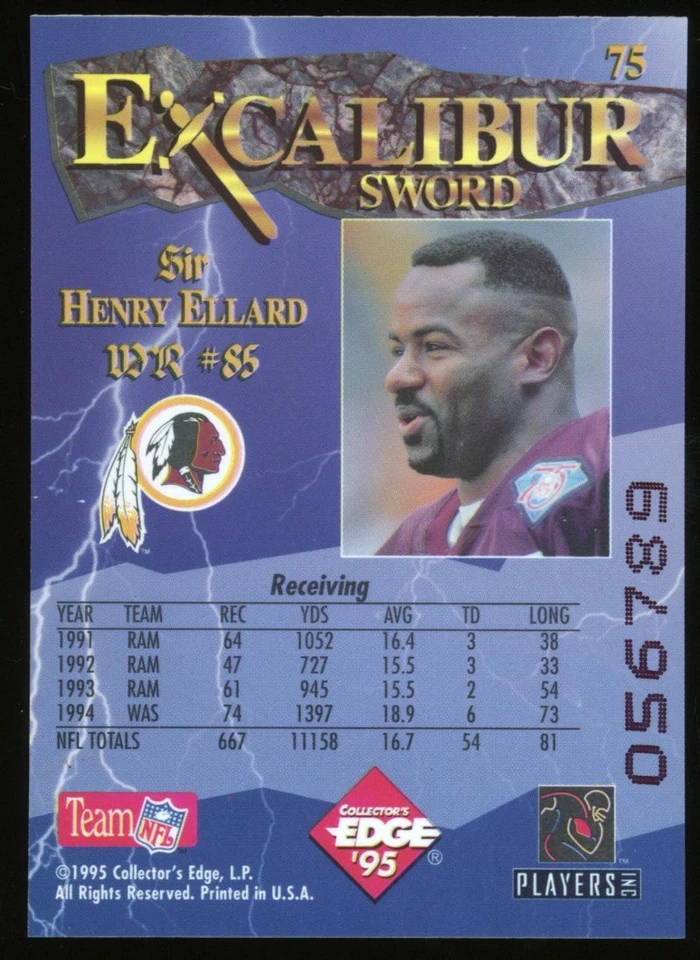 75
EXCALIBUR
SWORD
Sir
HENRY ELLARD
WR #85
Receiving
YEAR TEAM REC YDS AVG TD LONG
1991 RAM 64 1052 16.4 3 38
1992 RAM 47 727 15.5 3 33
1993 RAM 61 945 15.5 2 54
1994 WAS 74 1397 18.9 6 73
NFL TOTALS 667 11158 16.7 54 81
056789
Team NFL
COLLECTOR'S
EDGE
'95 ®
PLAYERS INC
TM
©1995 Collector's Edge, L.P.
All Rights Reserved. Printed in U.S.A.
75